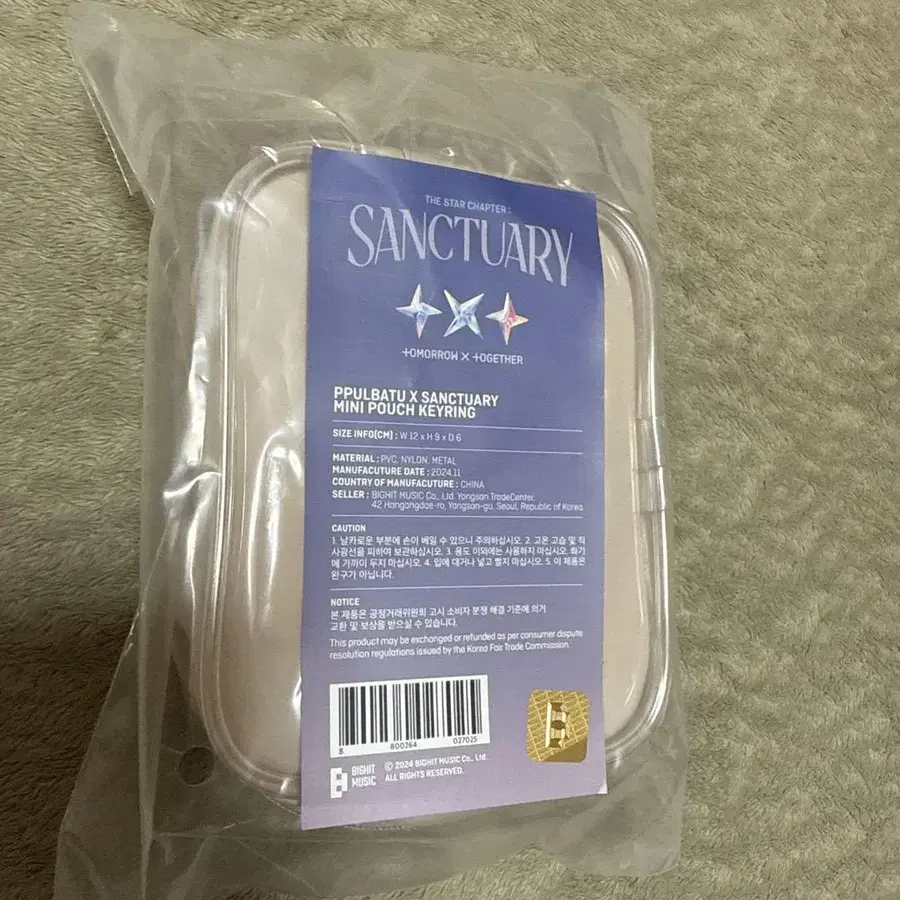 THE STAR CHAPTER :
SANCTUARY
TOMORROW X TOGETHER
PPULBATU X SANCTUARY
MINI POUCH KEYRING
SIZE INFO(CM) : W 12 x H 9 x D 6
MATERIAL : PVC, NYLON, METAL
MANUFACUTURE DATE : 2024.11
COUNTRY OF MANUFACUTURE : CHINA
SELLER : BIGHIT MUSIC Co., Ltd. Yongsan TradeCenter,
42 Hangangdae-ro, Yongsan-gu, Seoul, Republic of Korea
CAUTION
1. 날카로운 부분에 손이 베일 수 있으니 주의하십시오. 2. 고온 고습 및 직
사광선을 피하여 보관하십시오. 3. 용도 이외에는 사용하지 마십시오. 화기
에 가까이 두지 마십시오. 4. 입에 대거나 넣고 빨지 마십시오. 5. 이 제품은
완구가 아닙니다.
NOTICE
본 제품은 공정거래위원회 고시 소비자 분쟁 해결 기준에 의거
교환 및 보상을 받으실 수 있습니다.
This product may be exchanged or refunded as per consumer dispute
resolution regulations issued by the Korea Fair Trade Commission.
8 800264 027025
BIGHIT
MUSIC
© 2024 BIGHIT MUSIC Co., Ltd.
ALL RIGHTS RESERVED.